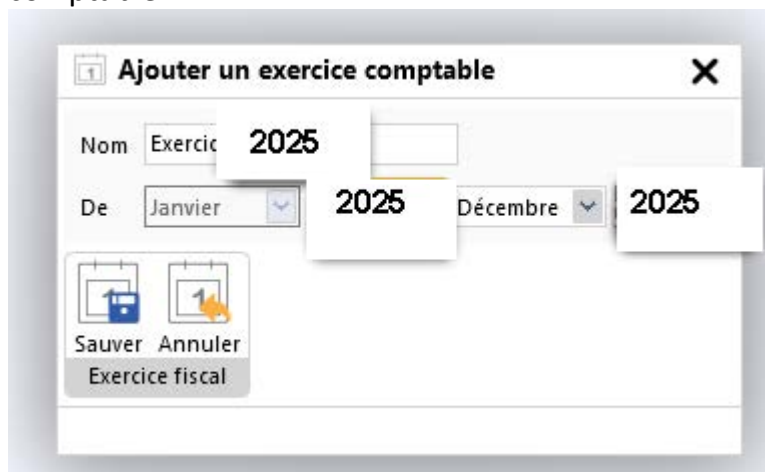 Ajouter un exercice comptable
Nom Exercic 2025
De Janvier 2025 Décembre 2025
Sauver Annuler
Exercice fiscal